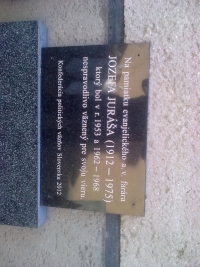 Na pamiatku evanjelického a. v. farára
JOZEFA JURÁŠA (1912 – 1975)
ktorý bol v r. 1953 a 1962 – 1968
nespravodlivo väznený pre svoju vieru.
Konfederácia politických väzňov Slovenska 2012